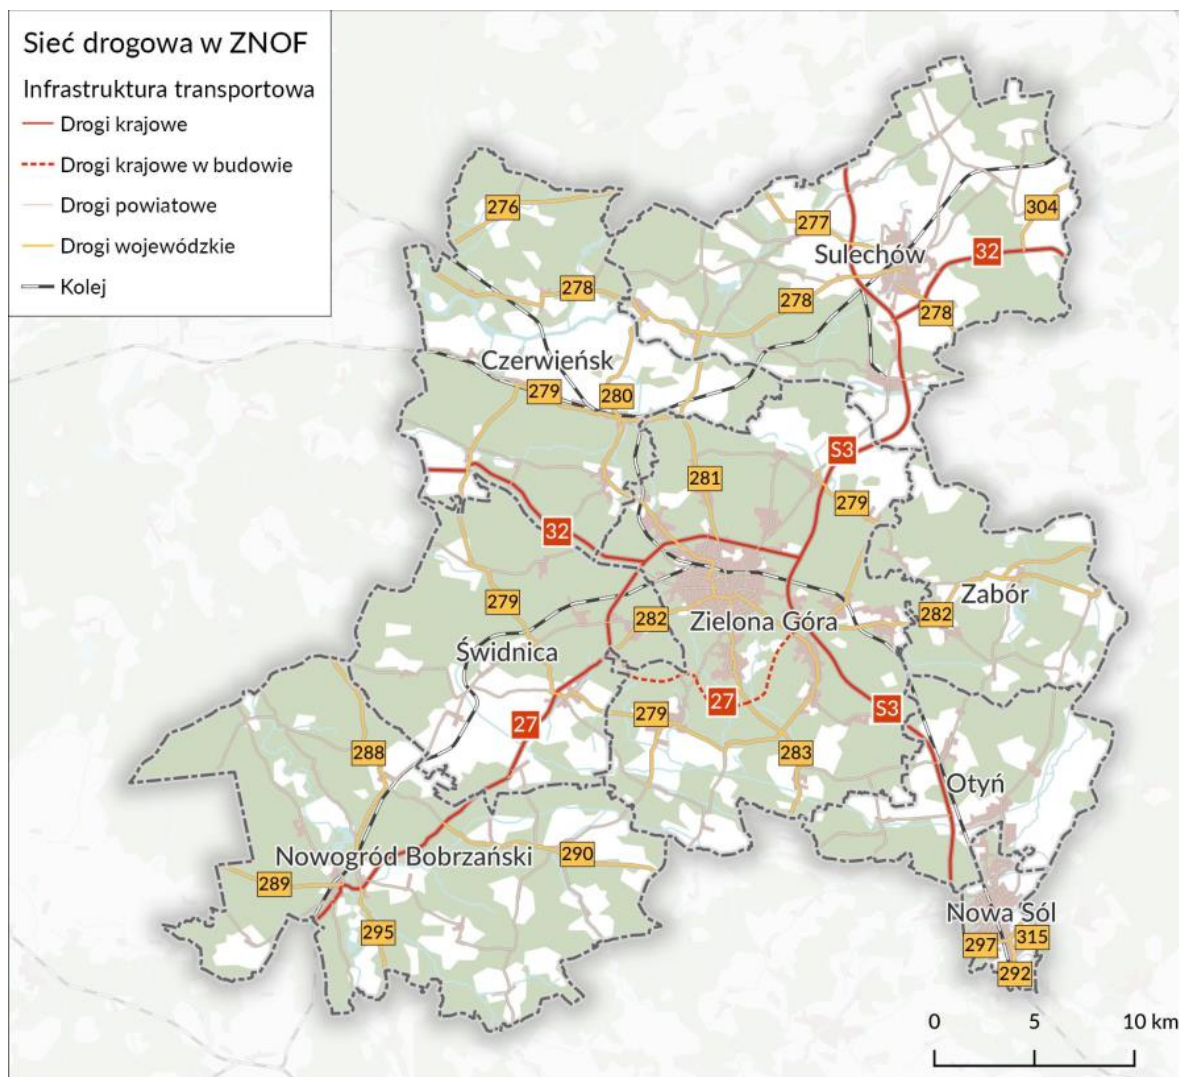 Sieć drogowa w ZNOF
Infrastruktura transportowa
Drogi krajowe
Drogi krajowe w budowie
Drogi powiatowe
Drogi wojewódzkie
Kolej
276
277
304
Sulechów
32
278
278
278
Czerwieńsk
279
280
S3
281
279
32
279
282
Zielona Góra
282
Zabór
Świdnica
27
279
27
S3
288
283
Otyń
Nowogród Bobrzański
290
289
295
Nowa Sól
297
315
292
0 5 10 km